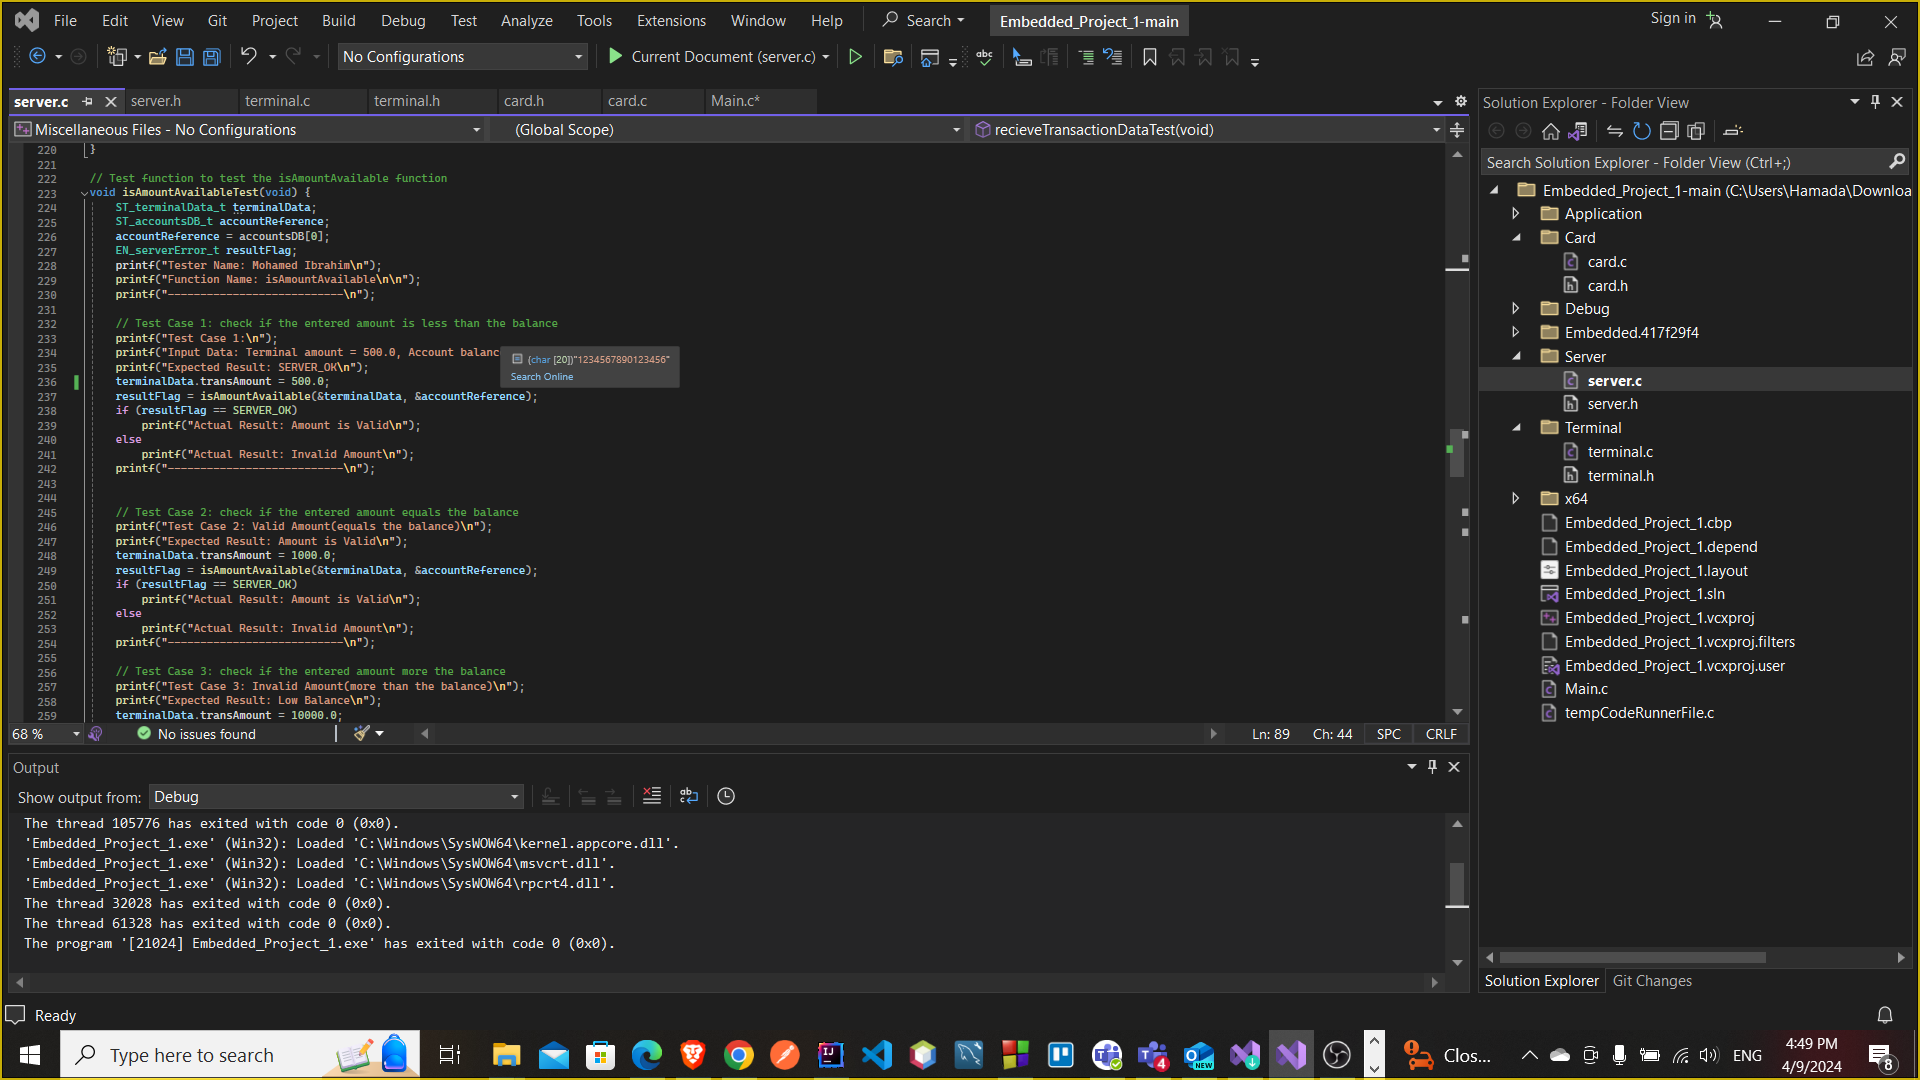 File Edit View Git Project Build Debug Test Analyze Tools Extensions Window Help Search Embedded_Project_1-main Sign in
No Configurations Current Document (server.c)
server.c server.h terminal.c terminal.h card.h card.c Main.c*
Miscellaneous Files - No Configurations (Global Scope) recieveTransactionDataTest(void)
220 }
221
222 // Test function to test the isAmountAvailable function
223 void isAmountAvailableTest(void) {
224 ST_terminalData_t terminalData;
225 ST_accountsDB_t accountReference;
226 accountReference = accountsDB[0];
227 EN_serverError_t resultFlag;
228 printf("Tester Name: Mohamed Ibrahim\n");
229 printf("Function Name: isAmountAvailable\n\n");
230 printf("---------------------------\n");
231
232 // Test Case 1: check if the entered amount is less than the balance
233 printf("Test Case 1:\n");
234 printf("Input Data: Terminal amount = 500.0, Account balanc
235 printf("Expected Result: SERVER_OK\n");
236 terminalData.transAmount = 500.0;
237 resultFlag = isAmountAvailable(&terminalData, &accountReference);
238 if (resultFlag == SERVER_OK)
239 printf("Actual Result: Amount is Valid\n");
240 else
241 printf("Actual Result: Invalid Amount\n");
242 printf("---------------------------\n");
243
244
245 // Test Case 2: check if the entered amount equals the balance
246 printf("Test Case 2: Valid Amount(equals the balance)\n");
247 printf("Expected Result: Amount is Valid\n");
248 terminalData.transAmount = 1000.0;
249 resultFlag = isAmountAvailable(&terminalData, &accountReference);
250 if (resultFlag == SERVER_OK)
251 printf("Actual Result: Amount is Valid\n");
252 else
253 printf("Actual Result: Invalid Amount\n");
254 printf("---------------------------\n");
255
256 // Test Case 3: check if the entered amount more the balance
257 printf("Test Case 3: Invalid Amount(more than the balance)\n");
258 printf("Expected Result: Low Balance\n");
259 terminalData.transAmount = 10000.0;
(char [20])"1234567890123456"
Search Online
68 % No issues found Ln: 89 Ch: 44 SPC CRLF
Output
Show output from: Debug
The thread 105776 has exited with code 0 (0x0).
'Embedded_Project_1.exe' (Win32): Loaded 'C:\Windows\SysWOW64\kernel.appcore.dll'.
'Embedded_Project_1.exe' (Win32): Loaded 'C:\Windows\SysWOW64\msvcrt.dll'.
'Embedded_Project_1.exe' (Win32): Loaded 'C:\Windows\SysWOW64\rpcrt4.dll'.
The thread 32028 has exited with code 0 (0x0).
The thread 61328 has exited with code 0 (0x0).
The program '[21024] Embedded_Project_1.exe' has exited with code 0 (0x0).
Solution Explorer - Folder View
Search Solution Explorer - Folder View (Ctrl+;)
Embedded_Project_1-main (C:\Users\Hamada\Downloa
Application
Card
card.c
card.h
Debug
Embedded.417f29f4
Server
server.c
server.h
Terminal
terminal.c
terminal.h
x64
Embedded_Project_1.cbp
Embedded_Project_1.depend
Embedded_Project_1.layout
Embedded_Project_1.sln
Embedded_Project_1.vcxproj
Embedded_Project_1.vcxproj.filters
Embedded_Project_1.vcxproj.user
Main.c
tempCodeRunnerFile.c
Solution Explorer Git Changes
Ready
Type here to search Clos... ENG 4:49 PM
4/9/2024 8